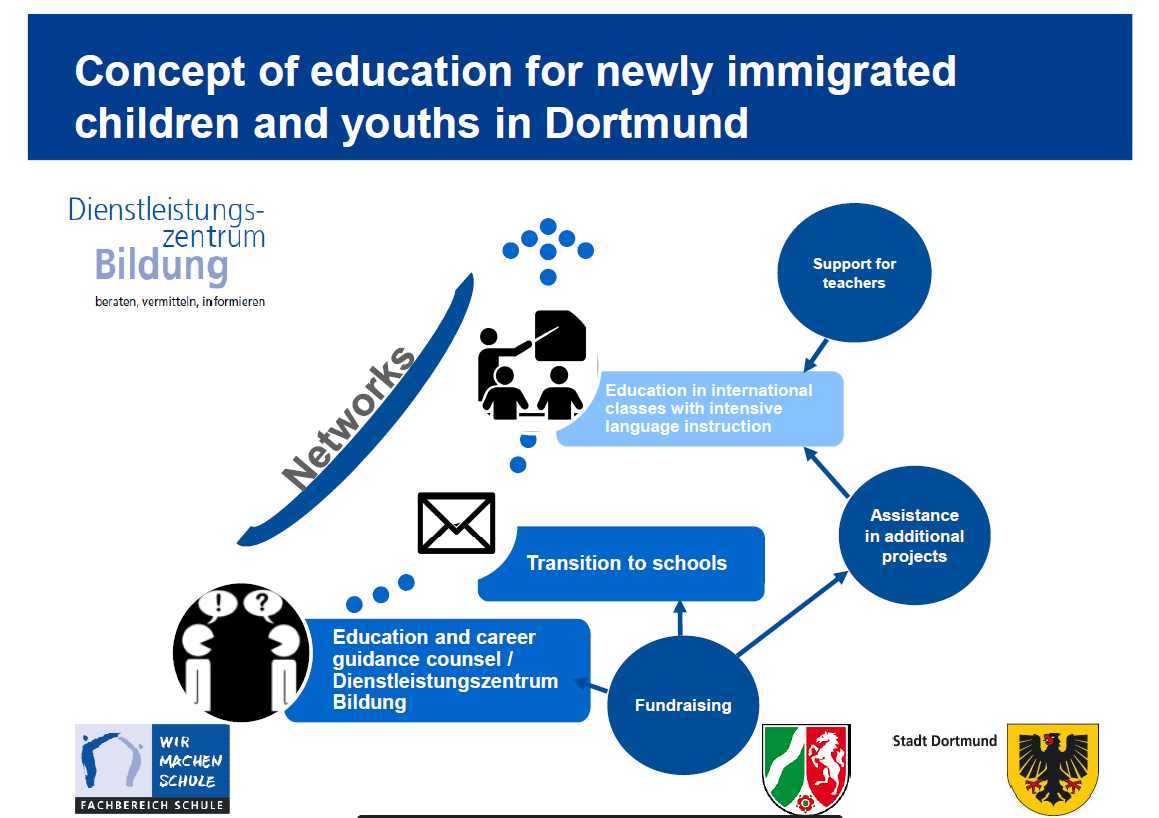 Concept of education for newly immigrated
children and youths in Dortmund
Dienstleistungs-
zentrum
Bildung
beraten, vermitteln, informieren
Networks
Support for
teachers
Education in international
classes with intensive
language instruction
Assistance
in additional
projects
Transition to schools
! ?
Education and career
guidance counsel /
Dienstleistungszentrum
Bildung
Fundraising
WIR
MACHEN
SCHULE
FACHBEREICH SCHULE
Stadt Dortmund